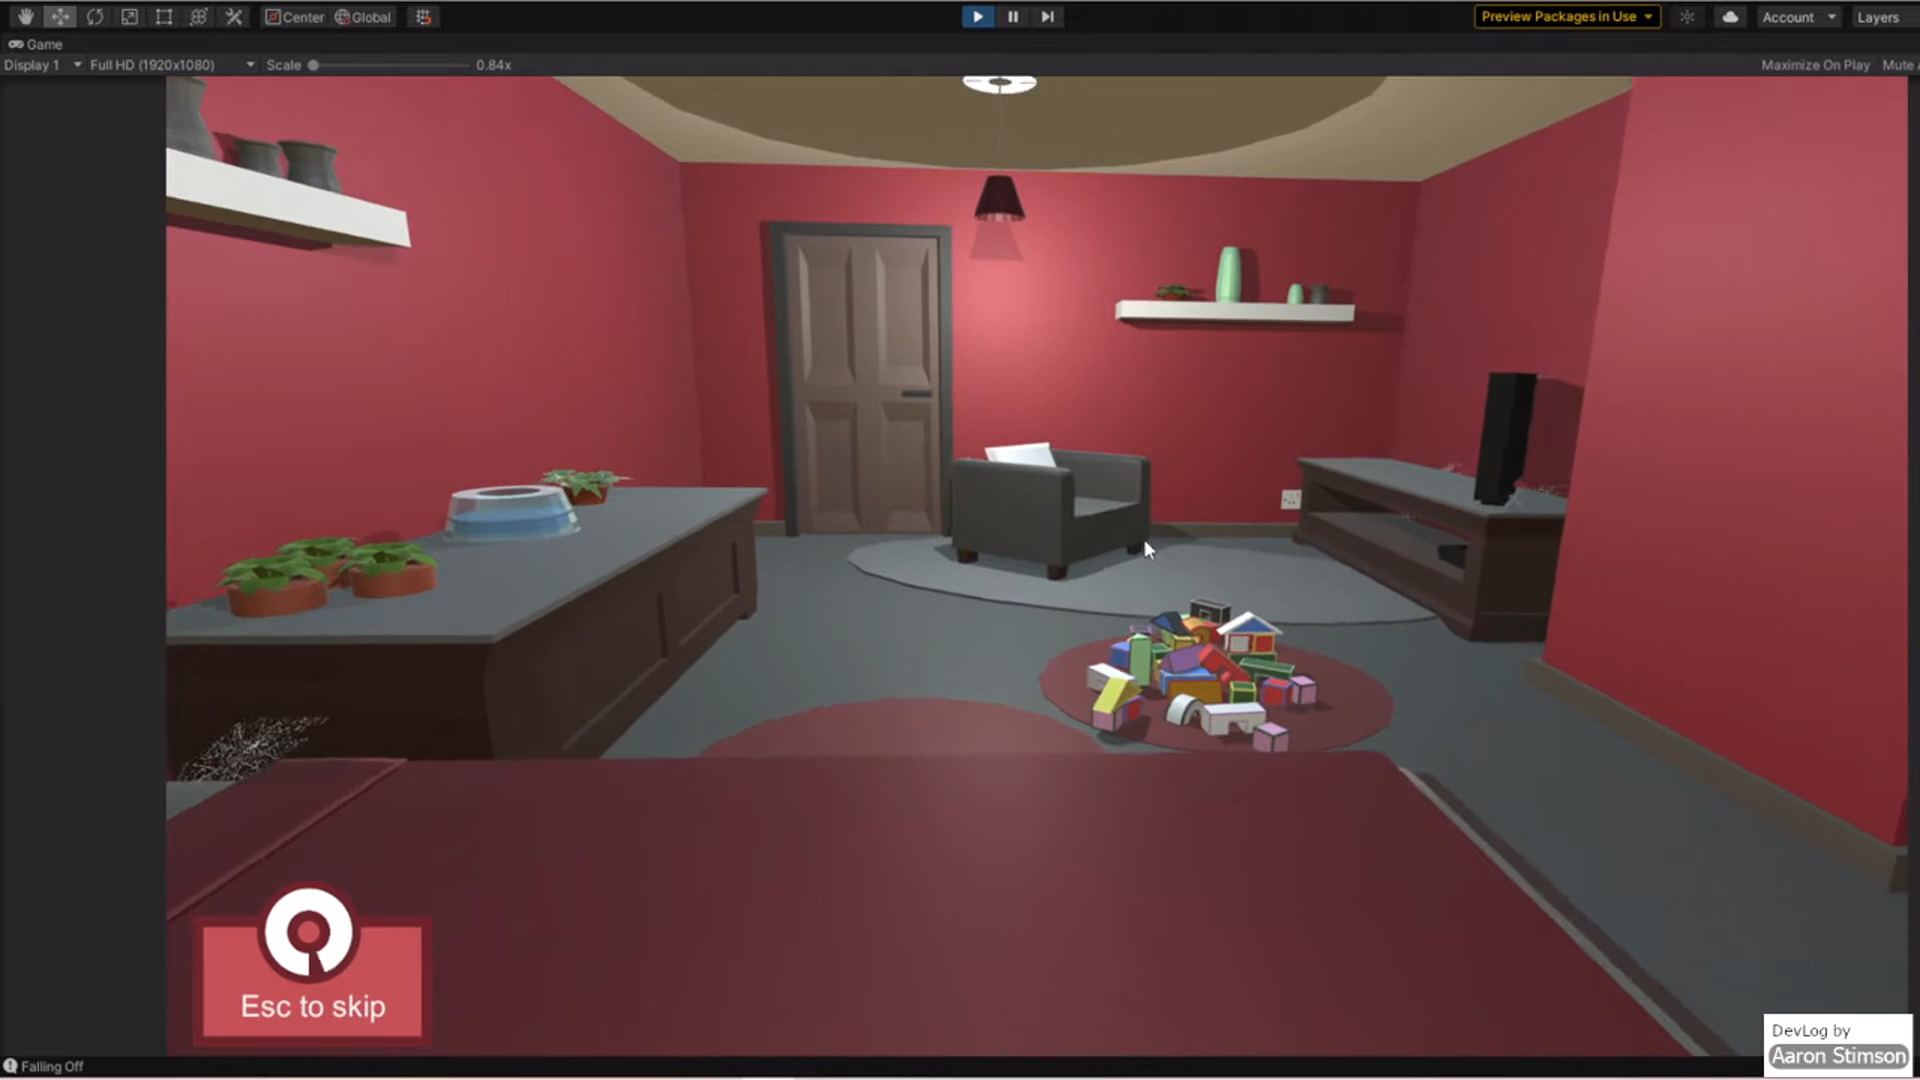 Center Global Preview Packages in Use Account Layers
Game
Display 1 Full HD (1920x1080) Scale 0.84x Maximize On Play Mute
Esc to skip
DevLog by
Aaron Stimson
Falling Off